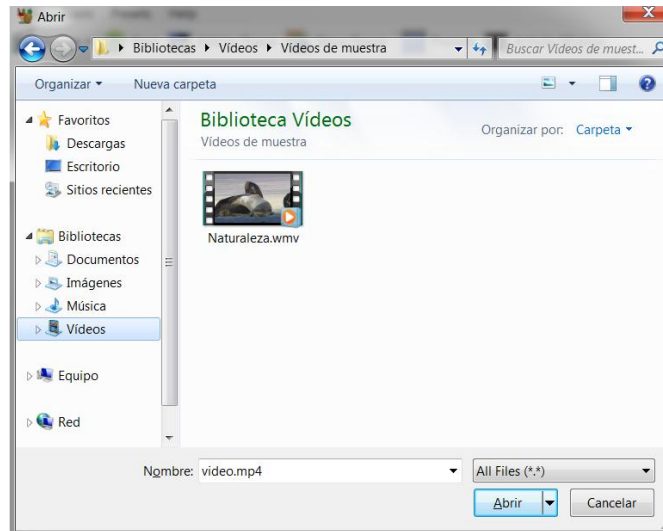 Abrir
Bibliotecas Vídeos Vídeos de muestra
Buscar Vídeos de muest...
Organizar Nueva carpeta
Favoritos
Descargas
Escritorio
Sitios recientes
Bibliotecas
Documentos
Imágenes
Música
Vídeos
Equipo
Red
Biblioteca Vídeos
Vídeos de muestra
Organizar por: Carpeta
Naturaleza.wmv
Nombre: video.mp4
All Files (*.*)
Abrir
Cancelar